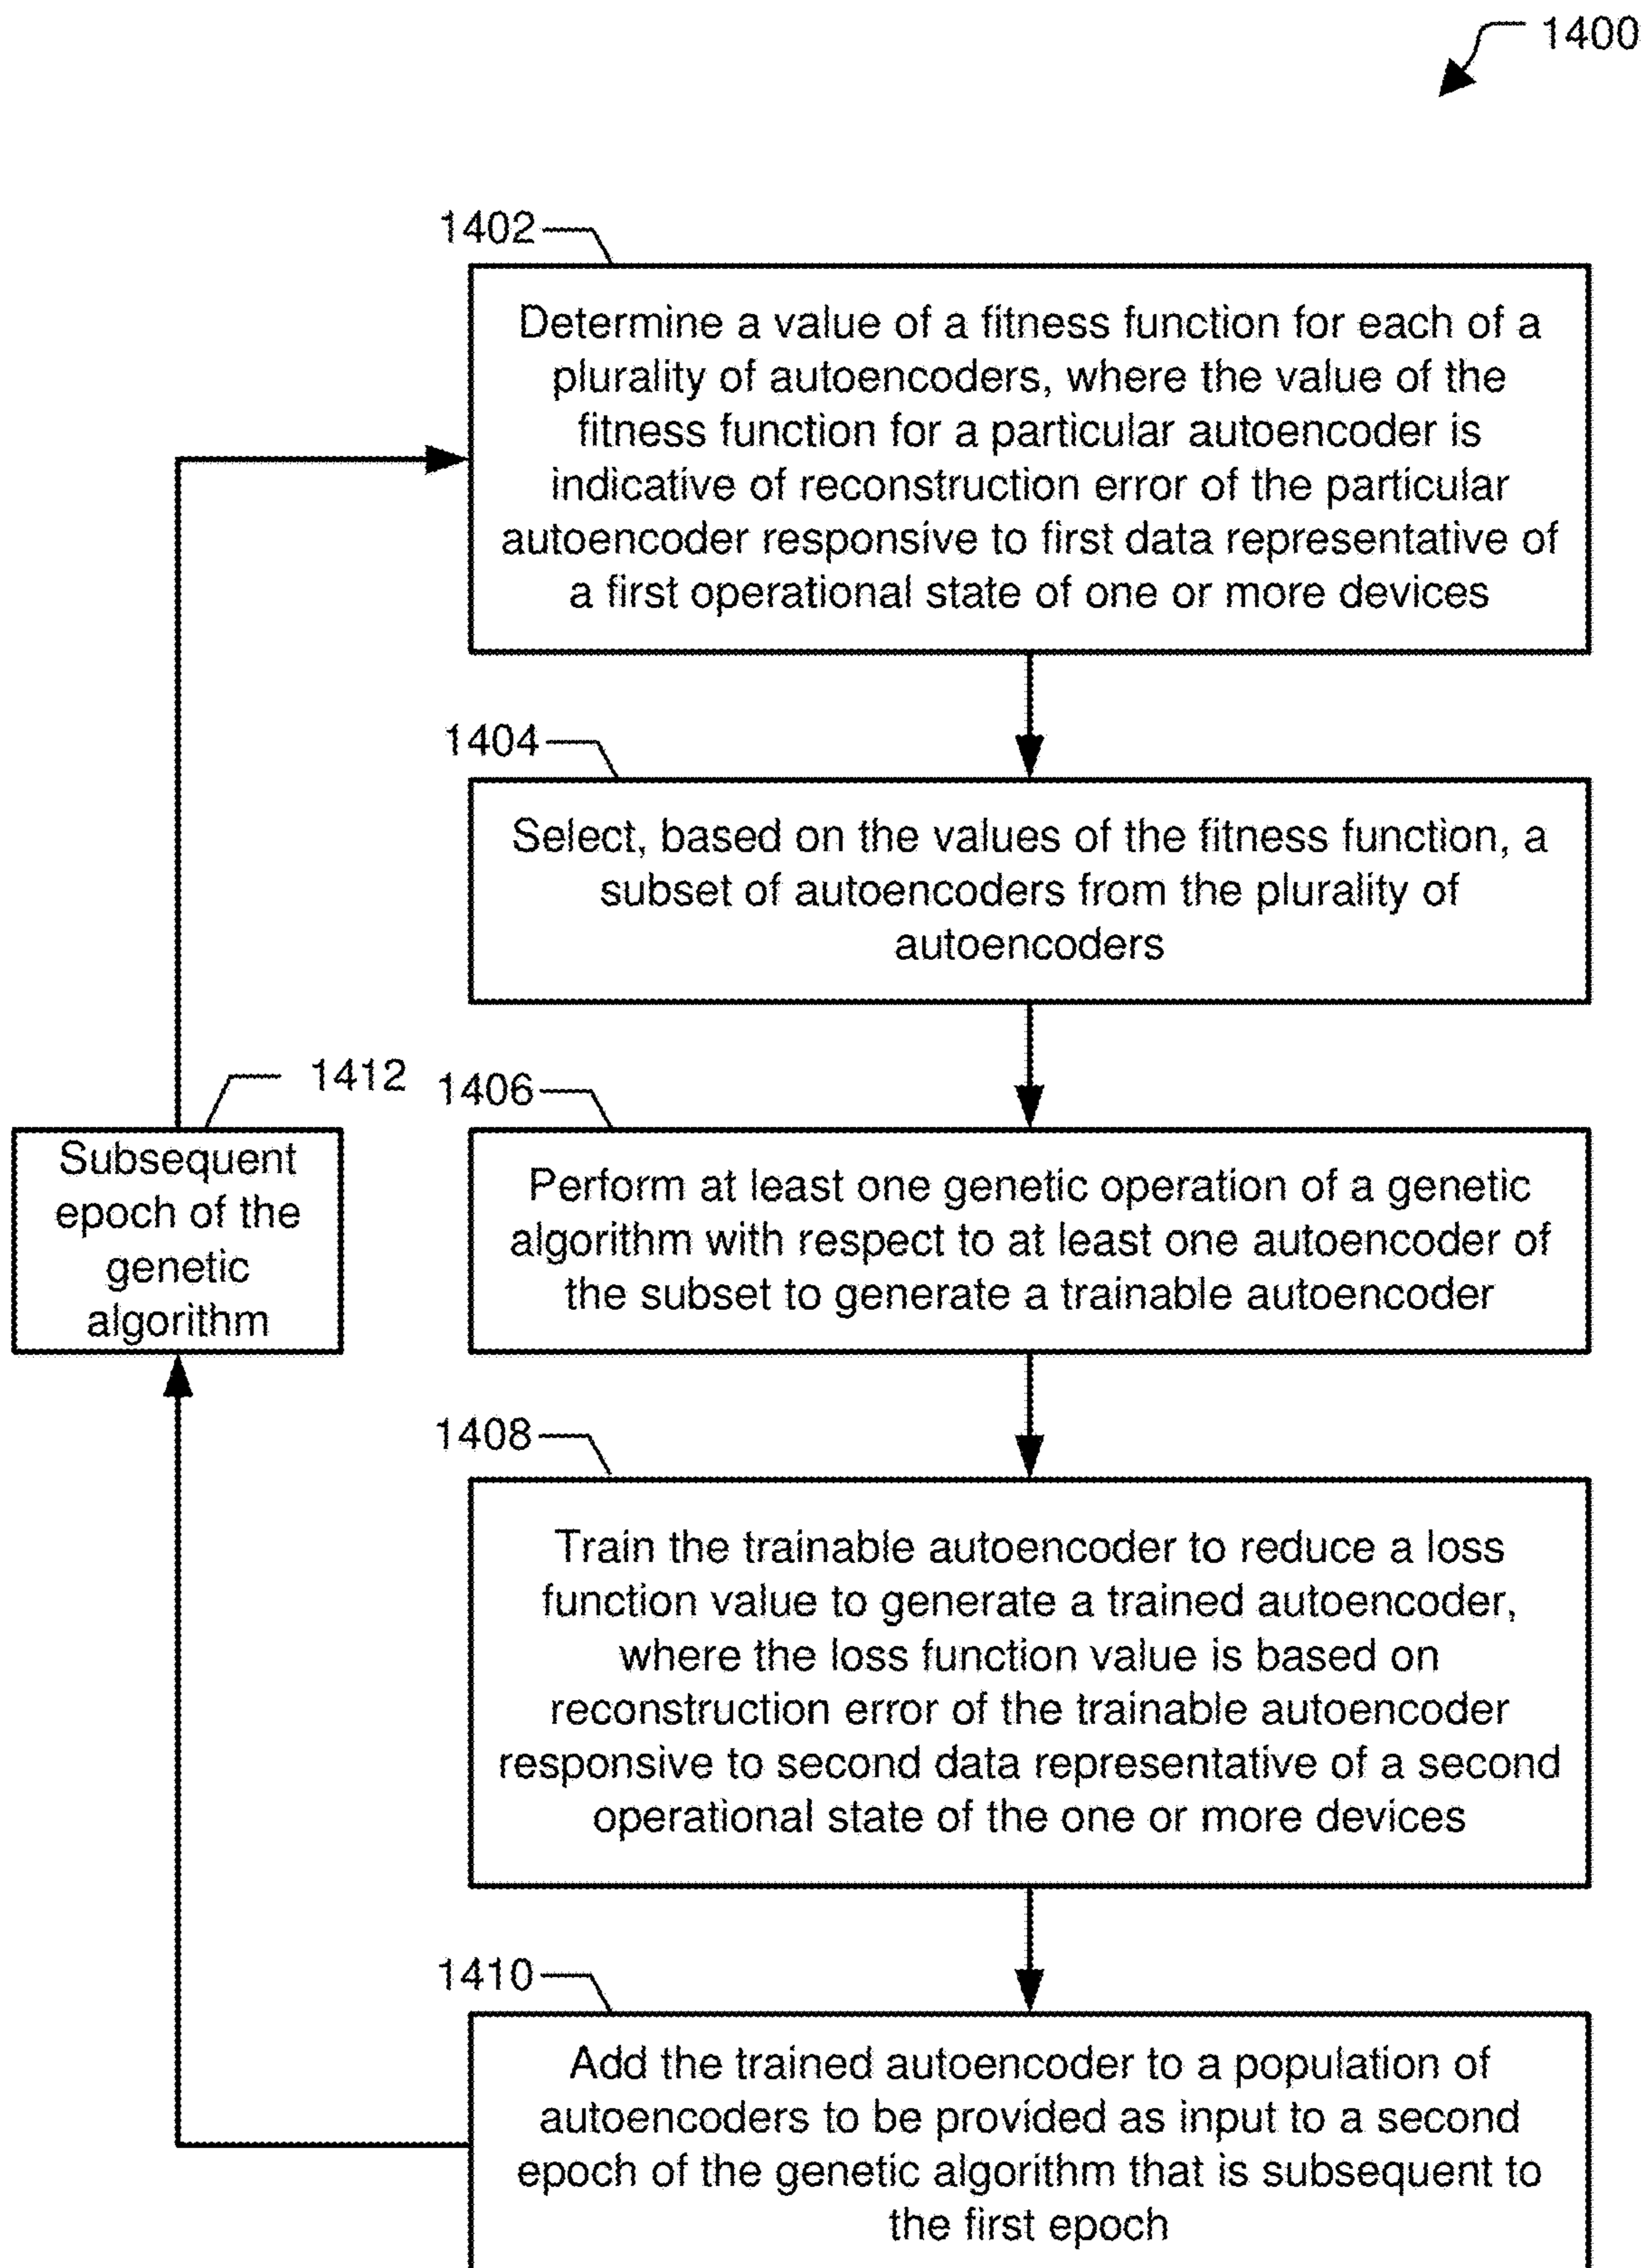 1400
1402
Determine a value of a fitness function for each of a
plurality of autoencoders, where the value of the
fitness function for a particular autoencoder is
indicative of reconstruction error of the particular
autoencoder responsive to first data representative of
a first operational state of one or more devices
1404
Select, based on the values of the fitness function, a
subset of autoencoders from the plurality of
autoencoders
1412
Subsequent
epoch of the
genetic
algorithm
1406
Perform at least one genetic operation of a genetic
algorithm with respect to at least one autoencoder of
the subset to generate a trainable autoencoder
1408
Train the trainable autoencoder to reduce a loss
function value to generate a trained autoencoder,
where the loss function value is based on
reconstruction error of the trainable autoencoder
responsive to second data representative of a second
operational state of the one or more devices
1410
Add the trained autoencoder to a population of
autoencoders to be provided as input to a second
epoch of the genetic algorithm that is subsequent to
the first epoch